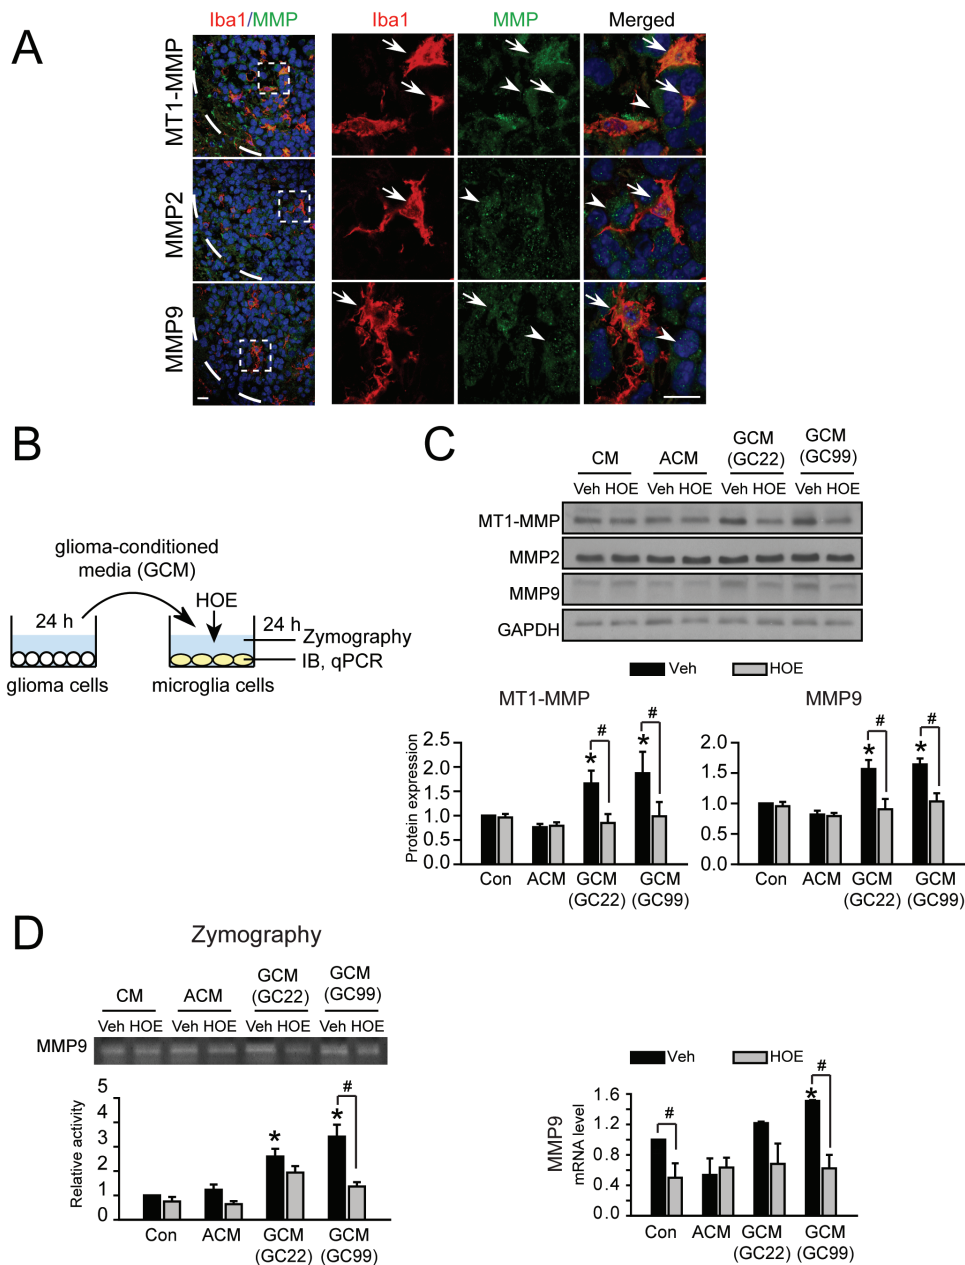 A
Iba1/MMP
Iba1
MMP
Merged
MT1-MMP
MMP2
MMP9
B
glioma-conditioned
media (GCM)
HOE
24 h
24 h
Zymography
IB, qPCR
glioma cells
microglia cells
C
CM
ACM
GCM
(GC22)
GCM
(GC99)
Veh HOE
Veh HOE
Veh HOE
Veh HOE
MT1-MMP
MMP2
MMP9
GAPDH
Veh
HOE
MT1-MMP
Protein expression
2.5
2.0
1.5
1.0
0.5
0.0
*
#
*
#
Con
ACM
GCM
(GC22)
GCM
(GC99)
MMP9
2.0
1.5
1.0
0.5
0.0
*
#
*
#
Con
ACM
GCM
(GC22)
GCM
(GC99)
D
Zymography
CM
ACM
GCM
(GC22)
GCM
(GC99)
Veh HOE
Veh HOE
Veh HOE
Veh HOE
MMP9
Relative activity
5
4
3
2
1
0
*
*
#
Con
ACM
GCM
(GC22)
GCM
(GC99)
Veh
HOE
MMP9
mRNA level
1.6
1.2
0.8
0.4
0.0
#
*
#
Con
ACM
GCM
(GC22)
GCM
(GC99)